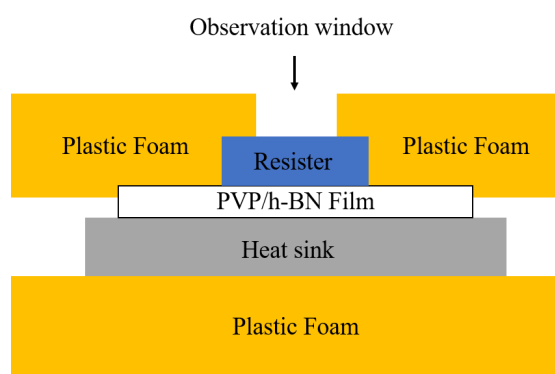 Observation window
Plastic Foam
Plastic Foam
Resister
PVP/h-BN Film
Heat sink
Plastic Foam